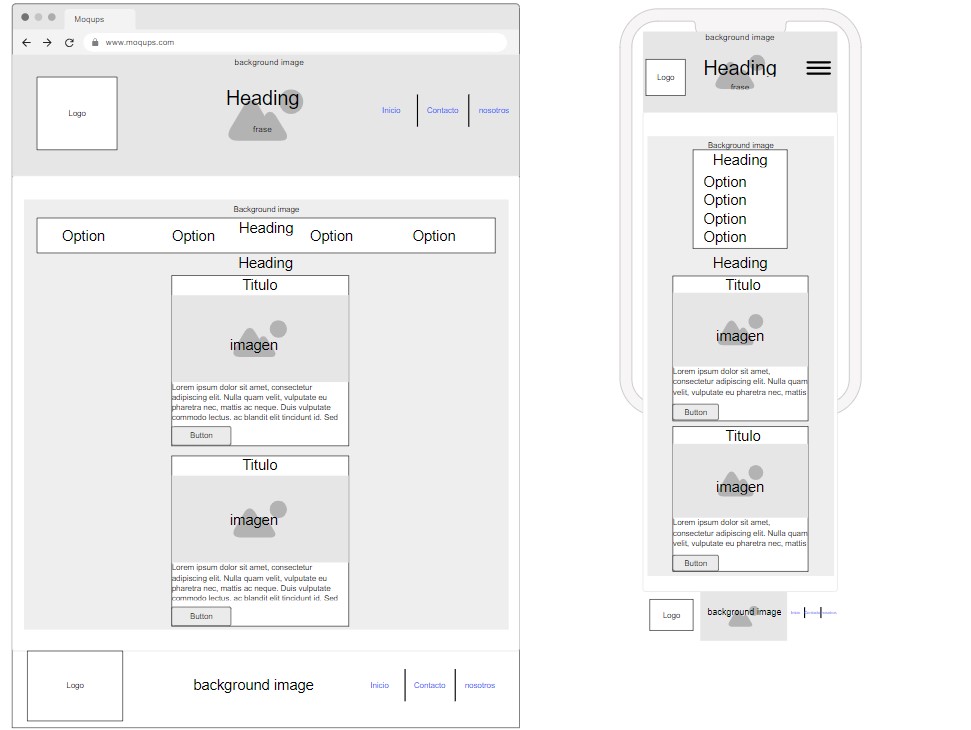 Moqups
www.moqups.com
background image
Logo
Heading
frase
Inicio
Contacto
nosotros
Background image
Heading
Option
Option
Option
Option
Heading
Titulo
imagen
Lorem ipsum dolor sit amet, consectetur
adipiscing elit. Nulla quam velit, vulputate eu
pharetra nec, mattis ac neque. Duis vulputate
commodo lectus, ac blandit elit tincidunt id. Sed
Button
Titulo
imagen
Lorem ipsum dolor sit amet, consectetur
adipiscing elit. Nulla quam velit, vulputate eu
pharetra nec, mattis ac neque. Duis vulputate
commodo lectus, ac blandit elit tincidunt id. Sed
Button
Logo
background image
Inicio
Contacto
nosotros
background image
Logo
Heading
frase
Background image
Heading
Option
Option
Option
Option
Heading
Titulo
imagen
Lorem ipsum dolor sit amet,
consectetur adipiscing elit. Nulla quam
velit, vulputate eu pharetra nec, mattis
Button
Titulo
imagen
Lorem ipsum dolor sit amet,
consectetur adipiscing elit. Nulla quam
velit, vulputate eu pharetra nec, mattis
Button
Logo
background image